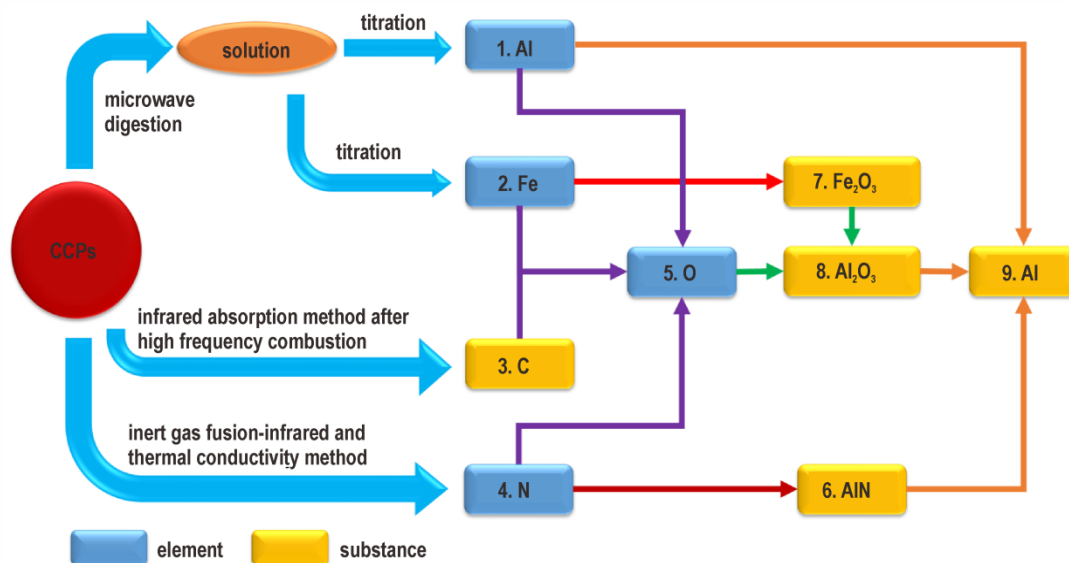 titration
solution
1. Al
microwave
digestion
titration
2. Fe
7. Fe₂O₃
CCPs
5. O
8. Al₂O₃
9. Al
infrared absorption method after
high frequency combustion
3. C
inert gas fusion-infrared and
thermal conductivity method
4. N
6. AlN
element
substance